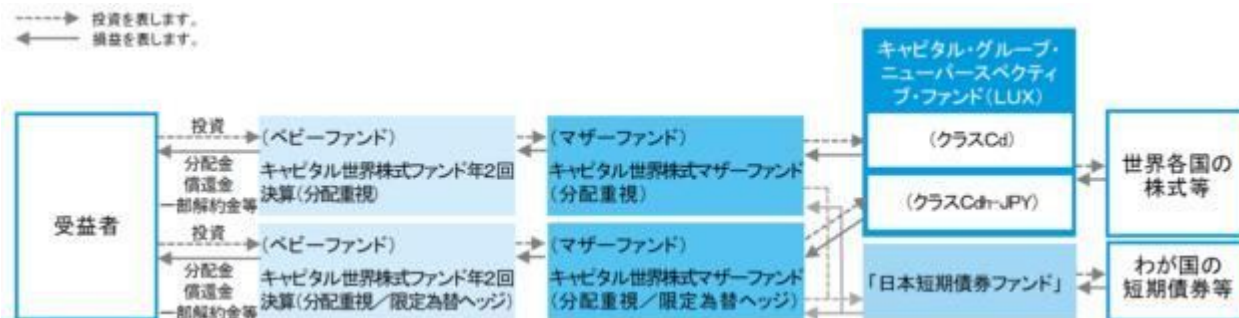 投資を表します。
損益を表します。
キャピタル・グループ・
ニューパースペクティ
ブ・ファンド(LUX)
受益者
投資
分配金
償還金
一部解約金等
(ベビーファンド)
キャピタル世界株式ファンド年2回
決算(分配重視)
(マザーファンド)
キャピタル世界株式マザーファンド
(分配重視)
(クラスCd)
(クラスCdh-JPY)
世界各国の
株式等
投資
分配金
償還金
一部解約金等
(ベビーファンド)
キャピタル世界株式ファンド年2回
決算(分配重視／限定為替ヘッジ)
(マザーファンド)
キャピタル世界株式マザーファンド
(分配重視／限定為替ヘッジ)
「日本短期債券ファンド」
わが国の
短期債券等